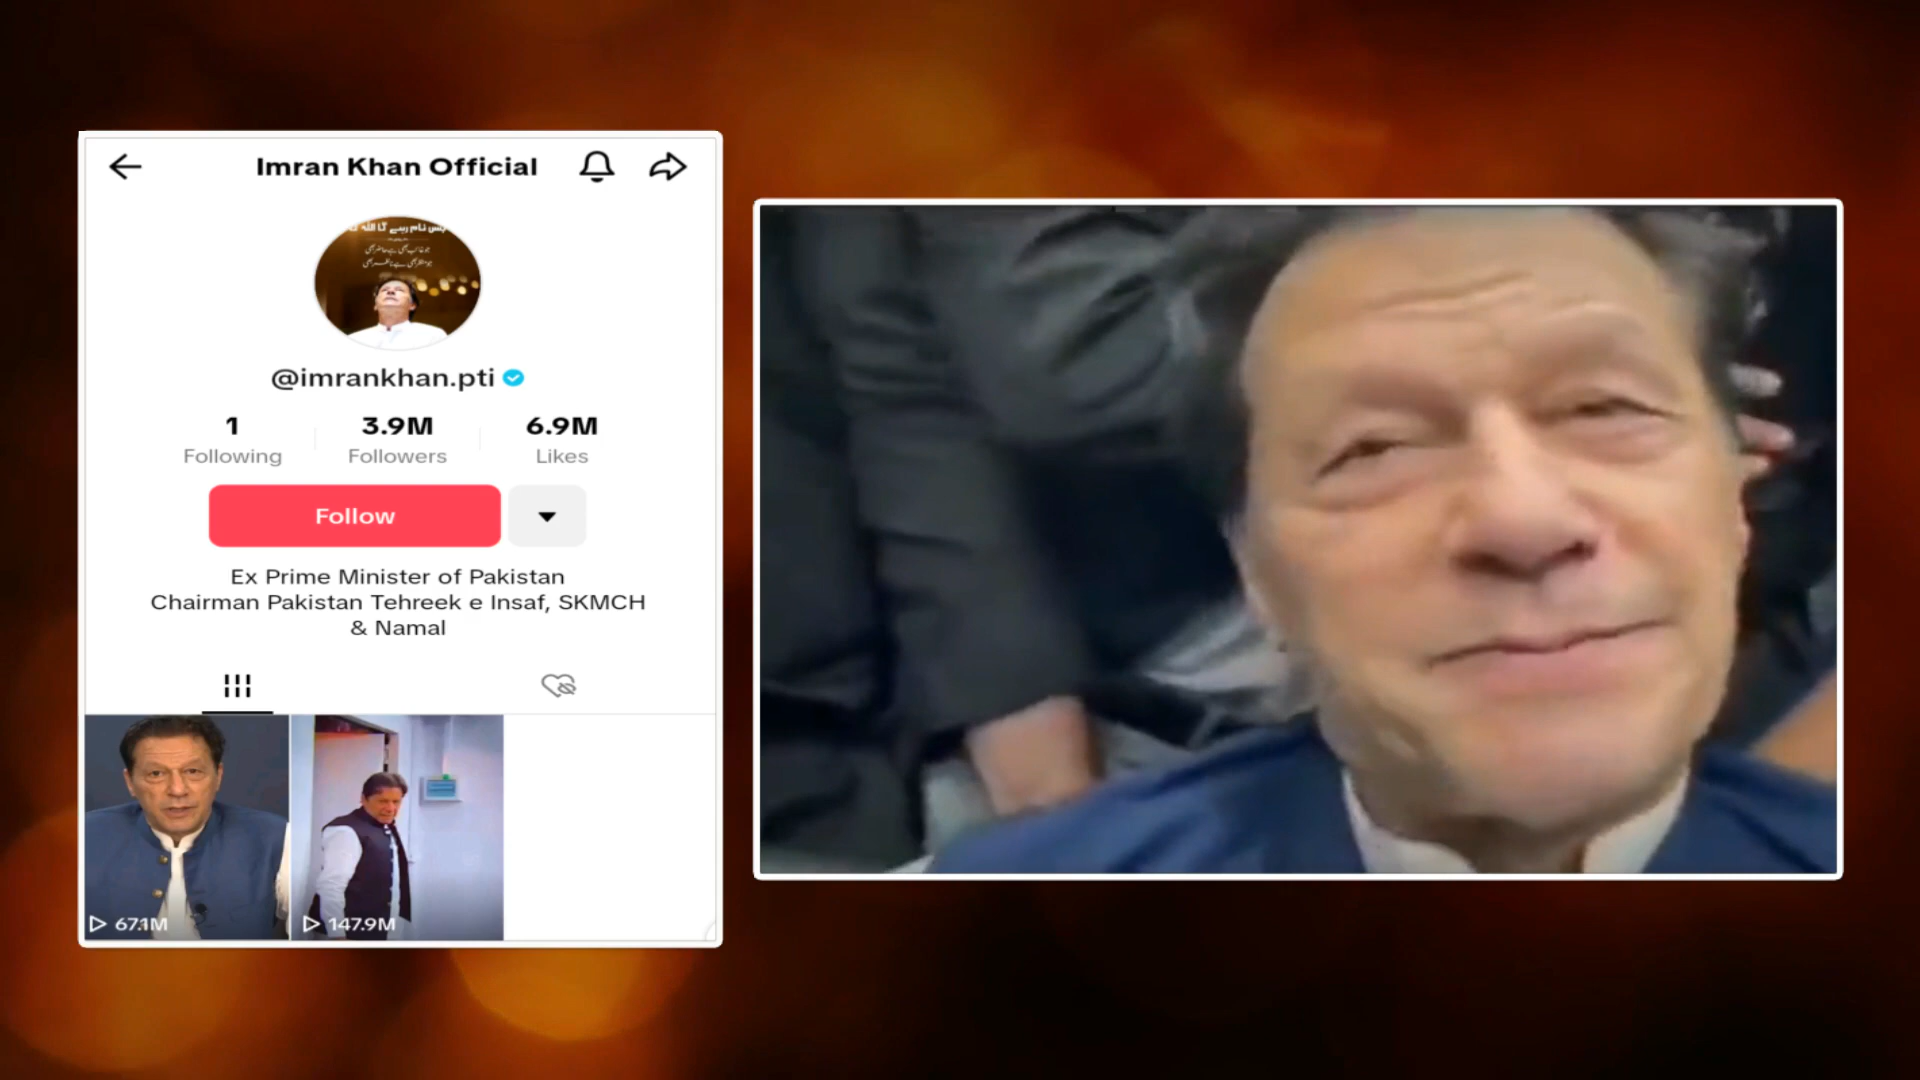 Imran Khan Official
@imrankhan.pti
1
Following
3.9M
Followers
6.9M
Likes
Follow
Ex Prime Minister of Pakistan
Chairman Pakistan Tehreek e Insaf, SKMCH
& Namal
67.1M
147.9M